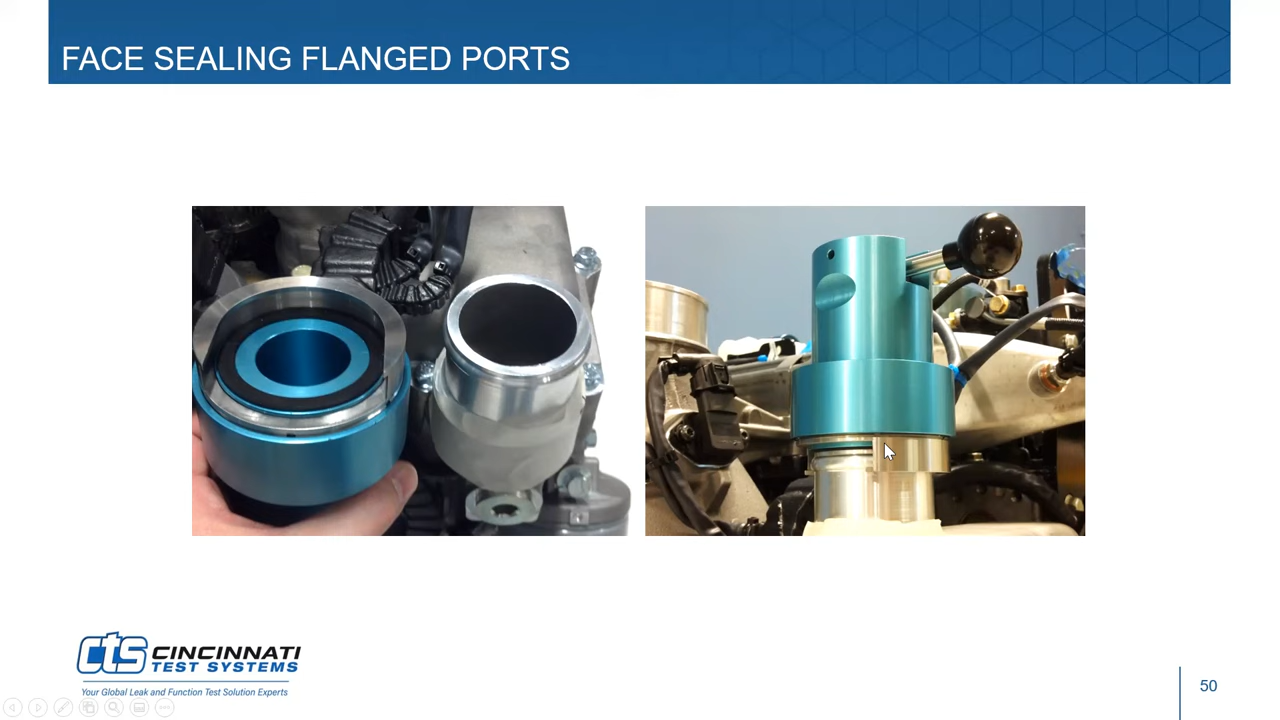 FACE SEALING FLANGED PORTS
cts CINCINNATI
TEST SYSTEMS
Your Global Leak and Function Test Solution Experts
50